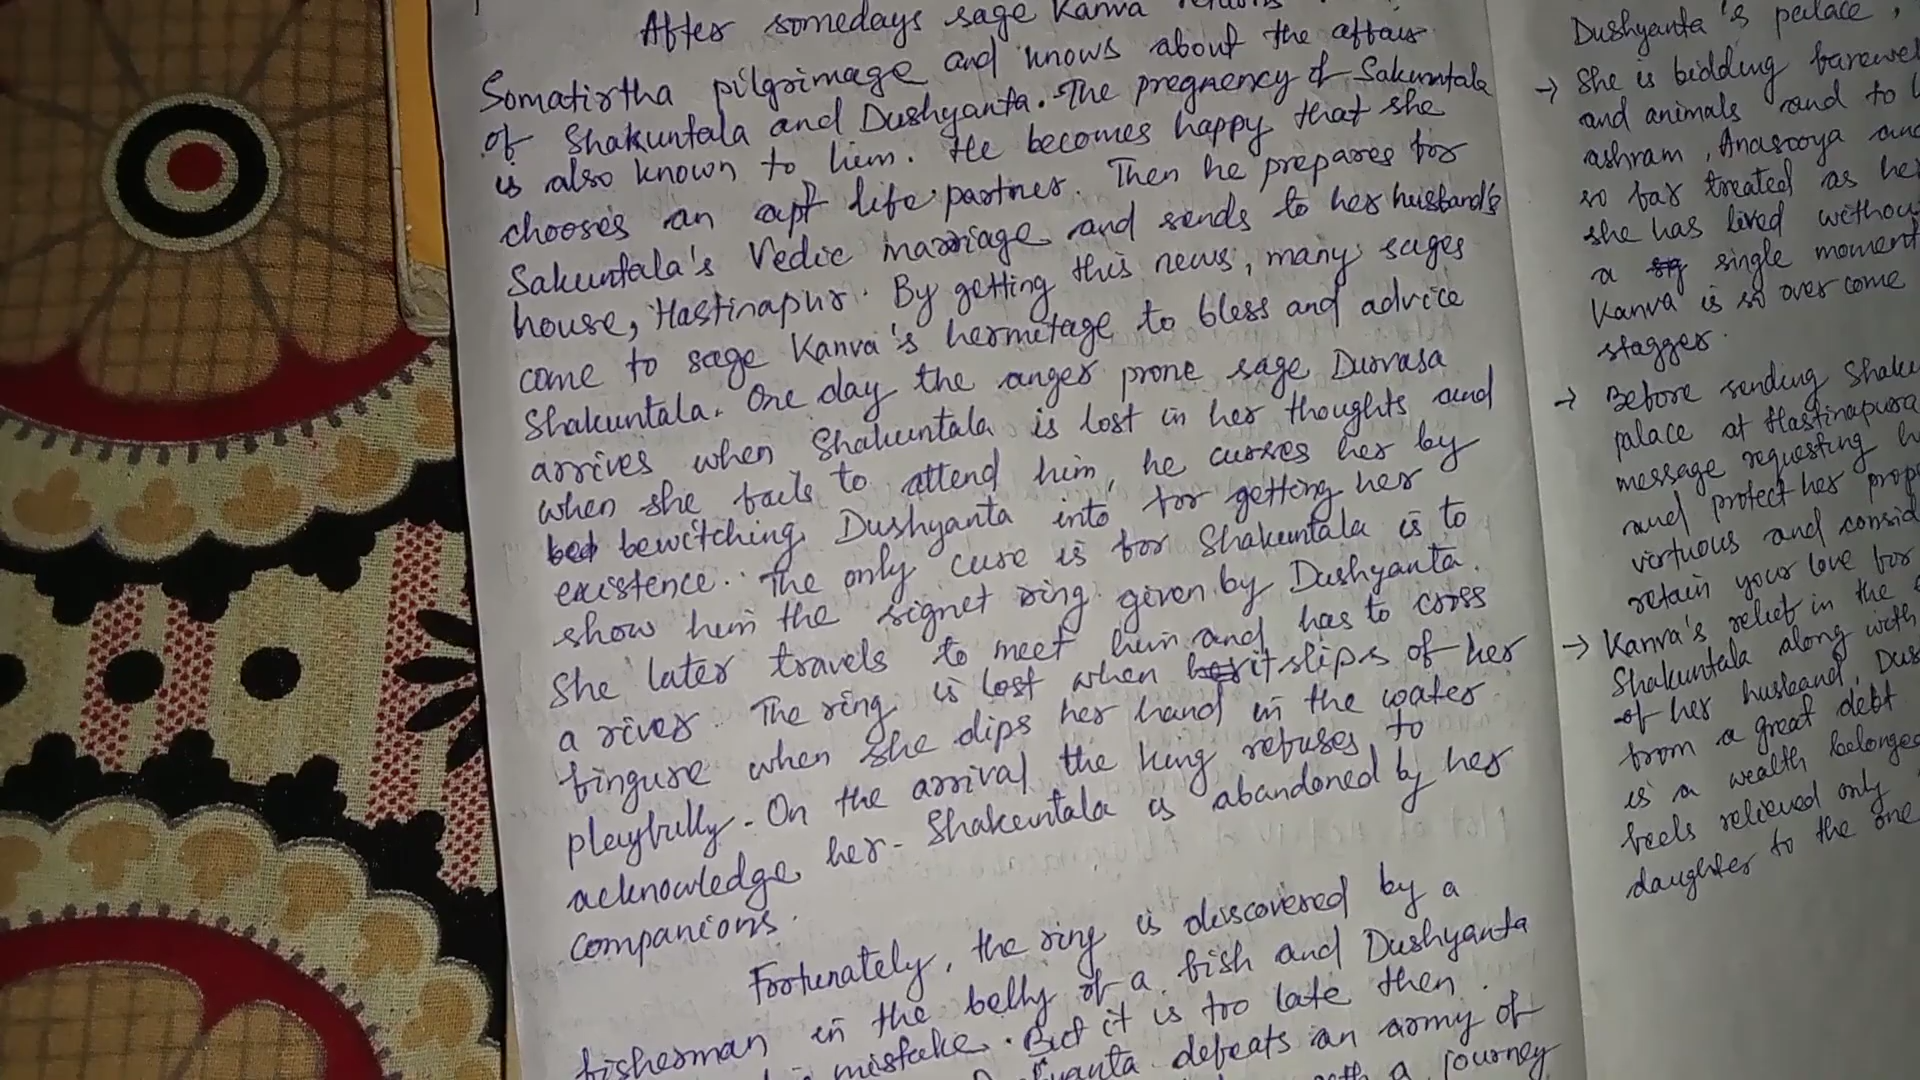 After somedays sage Kanva returns
Somatirtha pilgrimage and knows about the affair
of Shakuntala and Dushyanta. The pregnency of Sakuntala
is also known to him. He becomes happy that she
chooses an apt life partner. Then he prepares for
Sakuntala's Vedic marriage and sends to her husband's
house, Hastinapur. By getting this news, many sages
come to sage Kanva's hermitage to bless and advice
Shakuntala. One day the anger prone sage Durvasa
arrives when Shakuntala is lost in her thoughts and
when she fails to attend him, he curses her by
bewitching Dushyanta into for getting her
existence. The only cure is for Shakuntala is to
show him the signet ring given by Dushyanta.
She later travels to meet him and has to cross
a river. The ring is lost when it slips of her
fingure when she dips her hand in the water
playfully. On the arrival the king refuses to
acknowledge her. Shakuntala is abandoned by her
companions.
Fortunately, the ring is discovered by a
fisherman in the belly of a fish and Dushyanta
mistake. But it is too late then.
defeats an army of
a journey
Dushyanta's palace,
→ She is bidding
and animals and to
ashram, Anasooya
so far treated as her
she has lived
a single moment
Kanva is so over come
stagger.
→ Before sending
palace at Hastinapura
message requesting
and protect her
virtuous and
retain your love for
→ Kanva's relief in the
Shakuntala along with
of her husband,
from a great debt
is a wealth
feels relieved only
daughter to the one